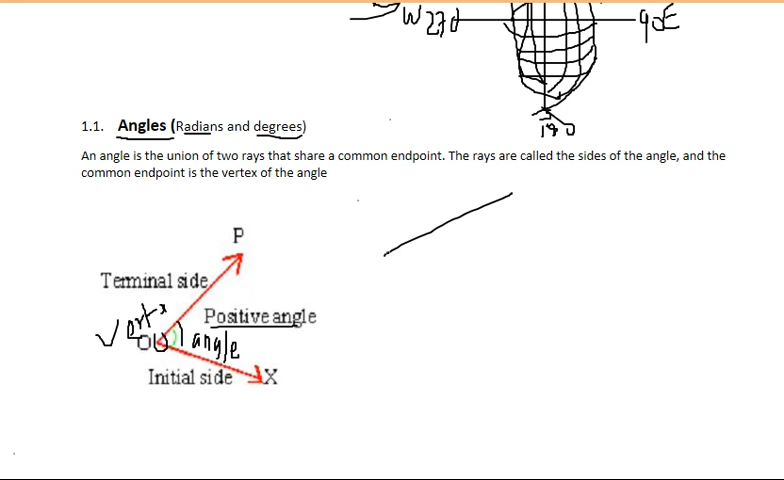 W 270
90E
190
1.1. Angles (Radians and degrees)
An angle is the union of two rays that share a common endpoint. The rays are called the sides of the angle, and the
common endpoint is the vertex of the angle
P
Terminal side
Positive angle
angle
Initial side X